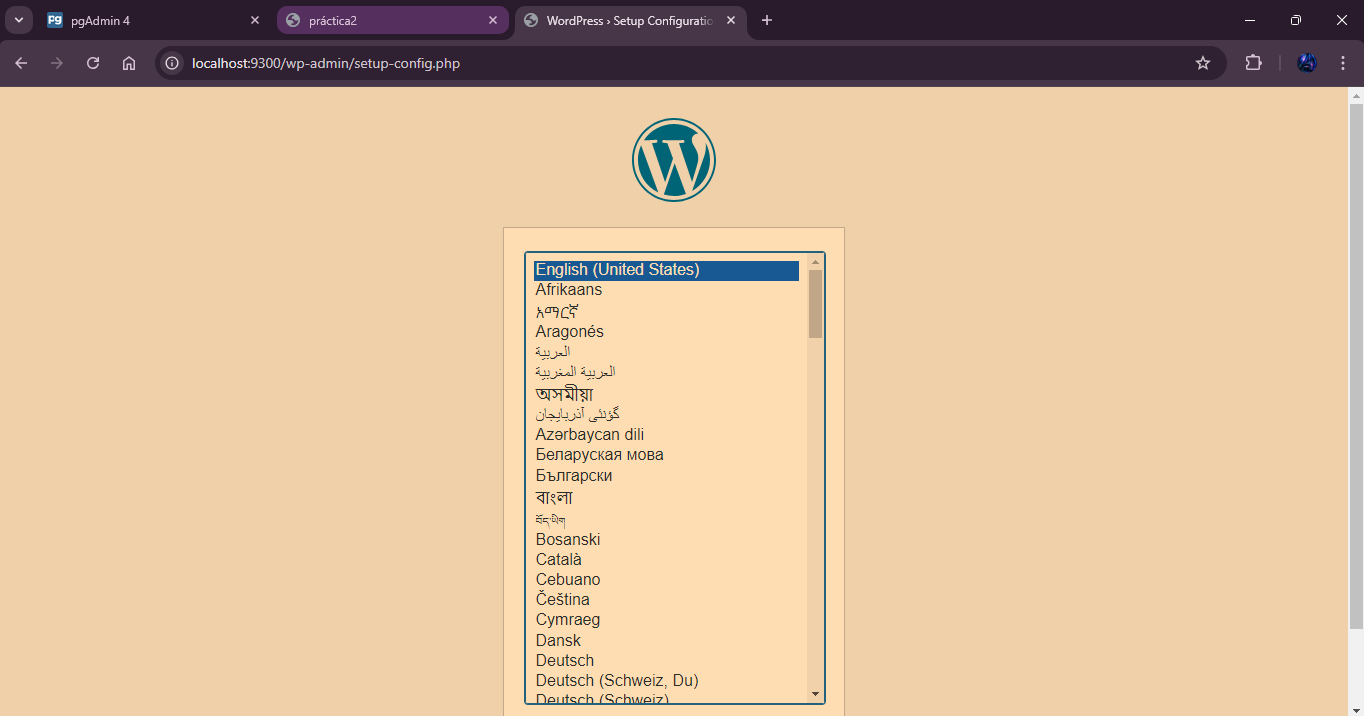 pgAdmin 4
práctica2
WordPress › Setup Configuratio
localhost:9300/wp-admin/setup-config.php
English (United States)
Afrikaans
አማርኛ
Aragonés
العربية
العربية المغربية
অসমীয়া
گؤنئی آذربایجان
Azərbaycan dili
Беларуская мова
Български
বাংলা
བོད་ཡིག
Bosanski
Català
Cebuano
Čeština
Cymraeg
Dansk
Deutsch
Deutsch (Schweiz, Du)
Deutsch (Schweiz)